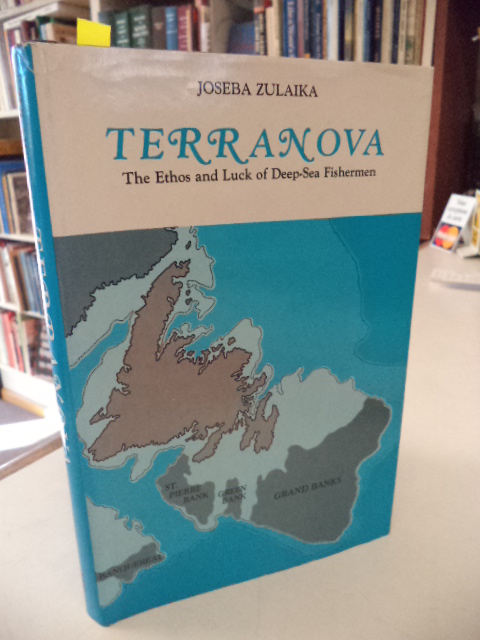 JOSEBA ZULAIKA
TERRANOVA
The Ethos and Luck of Deep-Sea Fishermen
ST.
PIERRE
BANK
GREEN
BANK
GRAND BANKS